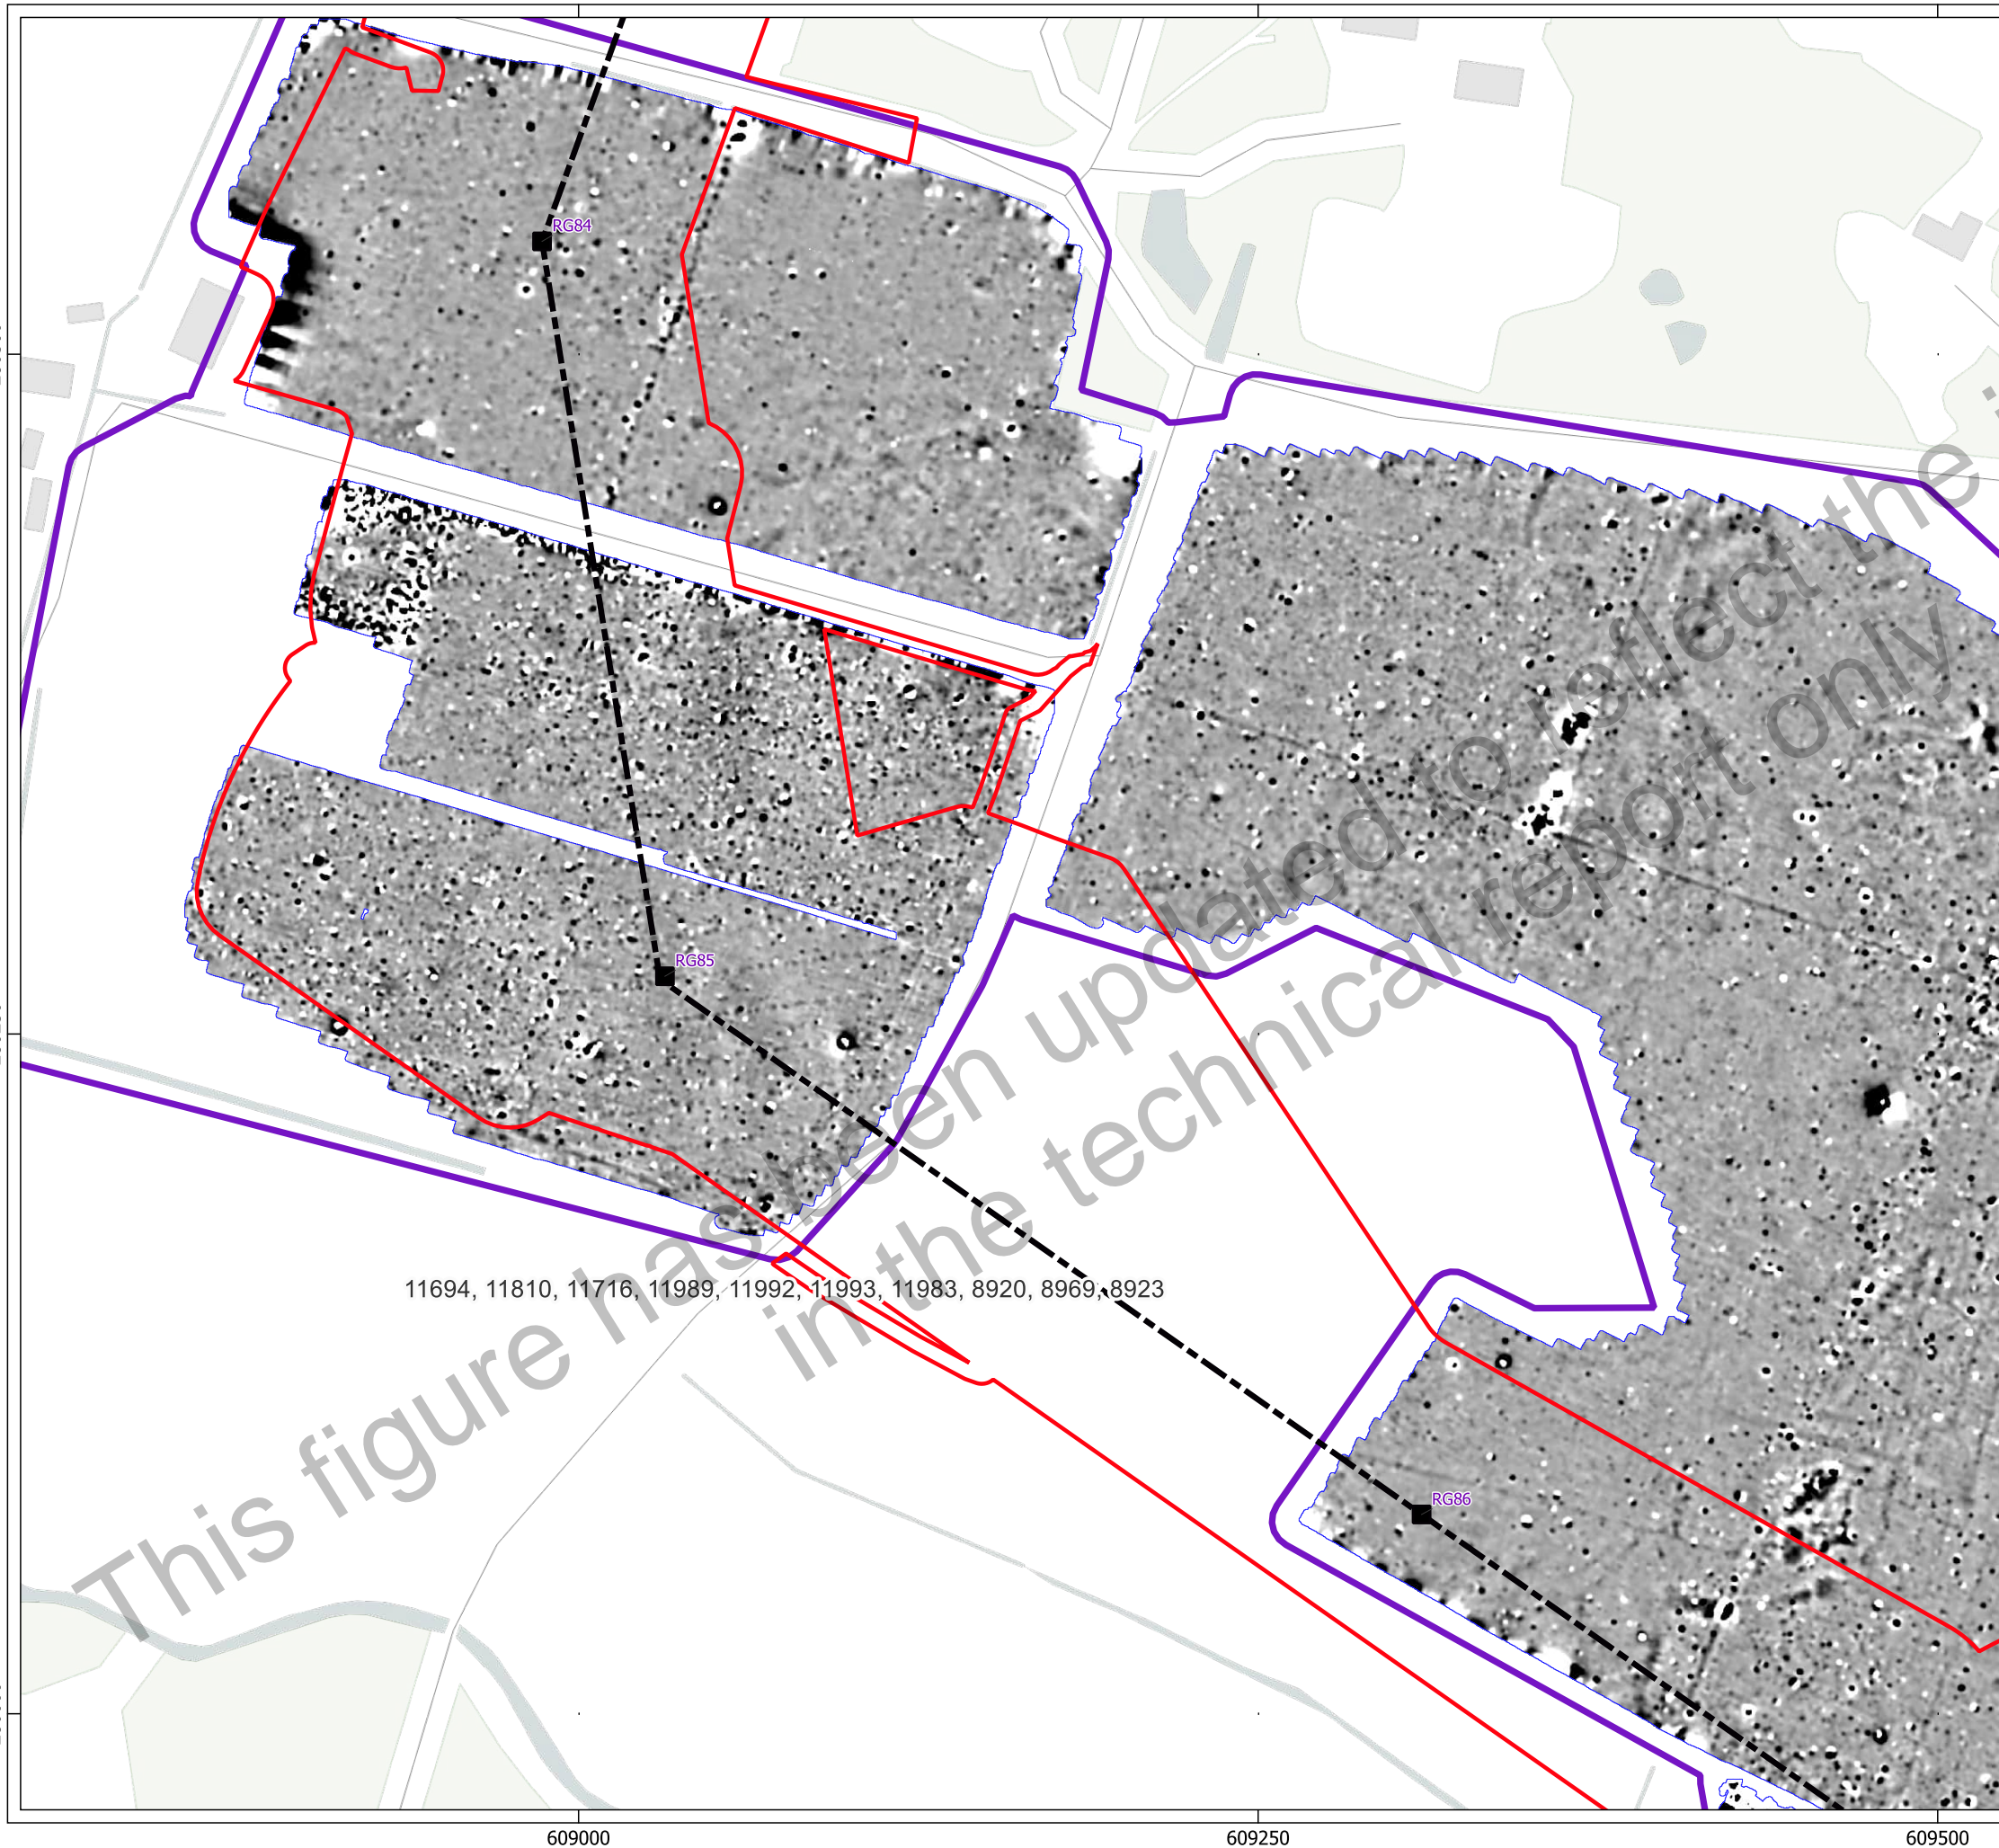 RG84
RG85
11694, 11810, 11716, 11989, 11992, 11993, 11983, 8920, 8969, 8923
RG86
This figure has been updated to reflect the
in the technical report only
609000
609250
609500